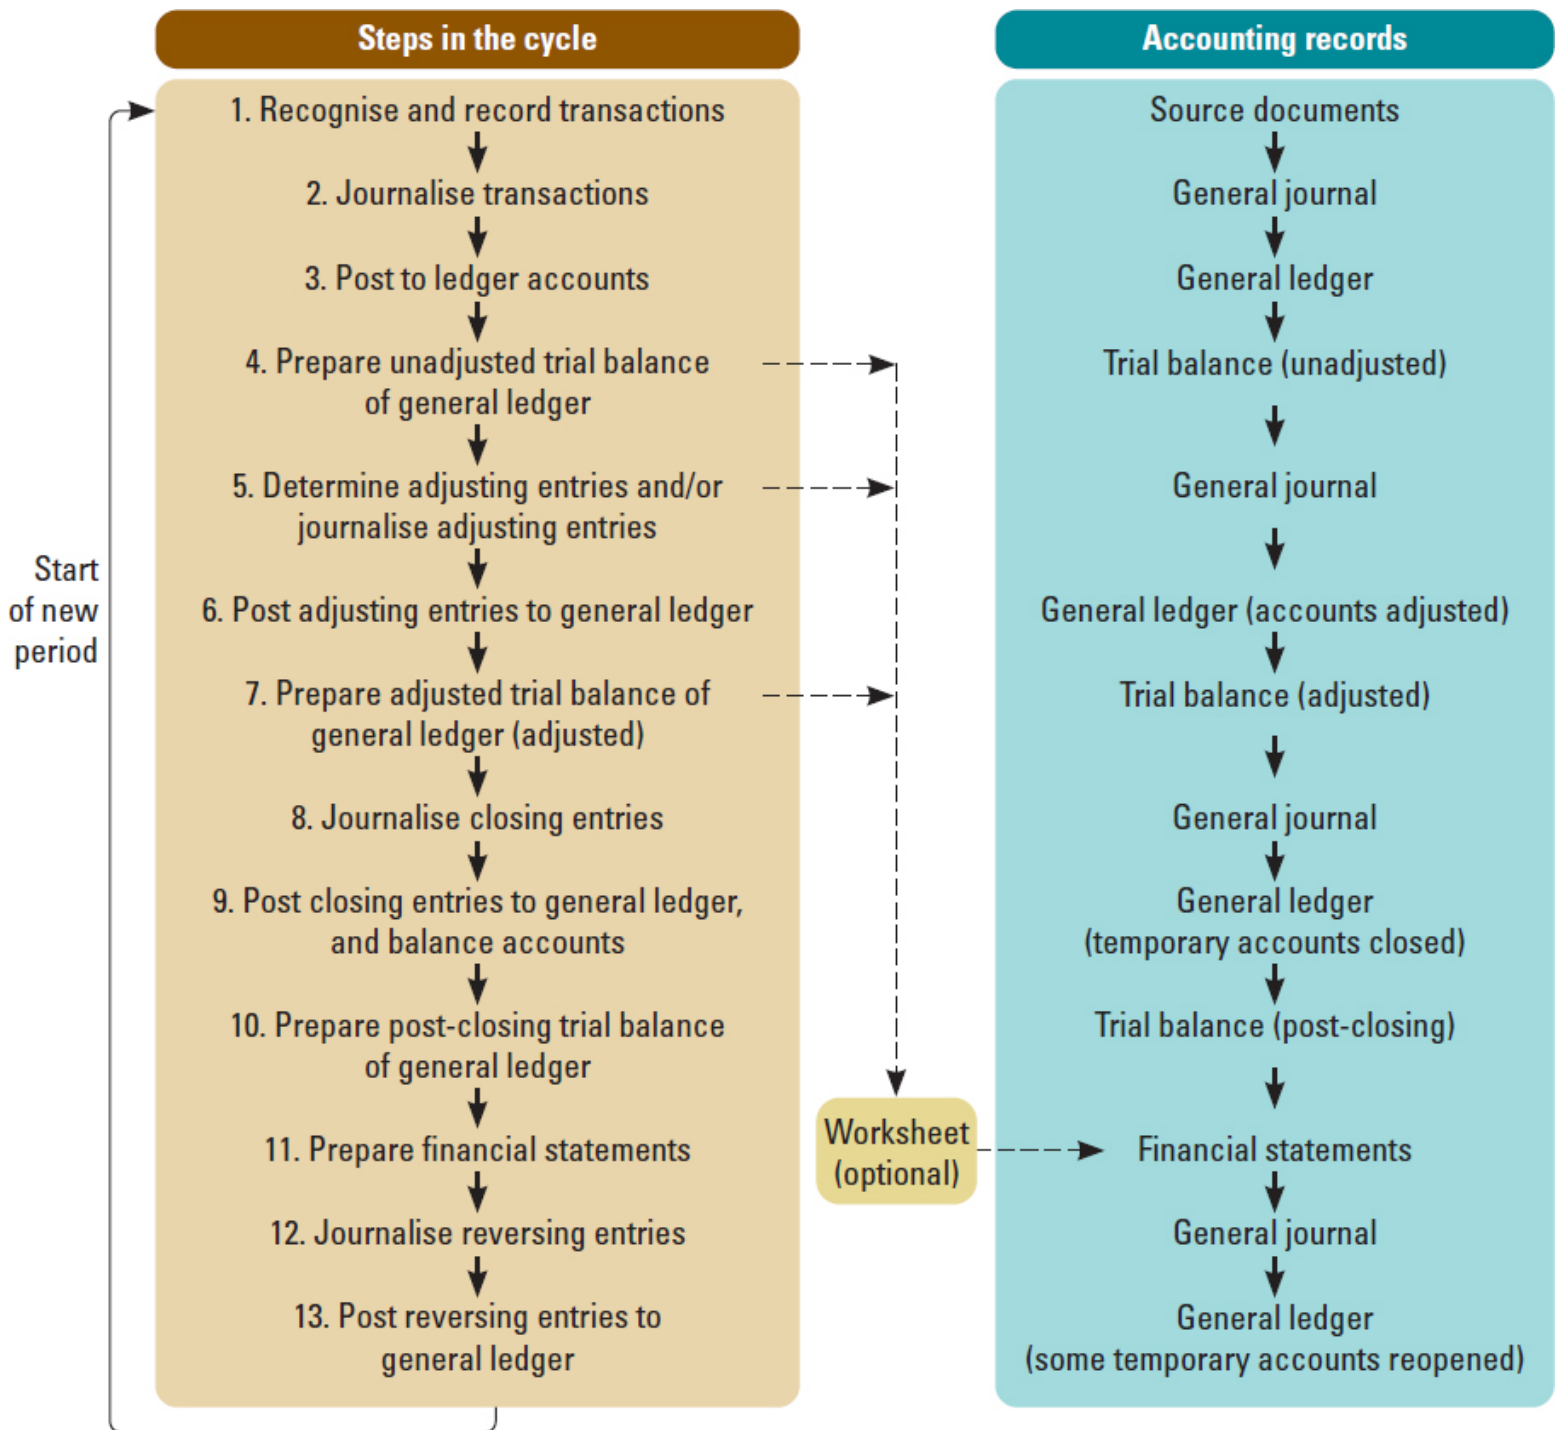 Steps in the cycle
1. Recognise and record transactions
2. Journalise transactions
3. Post to ledger accounts
4. Prepare unadjusted trial balance
of general ledger
5. Determine adjusting entries and/or
journalise adjusting entries
6. Post adjusting entries to general ledger
7. Prepare adjusted trial balance of
general ledger (adjusted)
8. Journalise closing entries
9. Post closing entries to general ledger,
and balance accounts
10. Prepare post-closing trial balance
of general ledger
11. Prepare financial statements
12. Journalise reversing entries
13. Post reversing entries to
general ledger
Start
of new
period
Worksheet
(optional)
Accounting records
Source documents
General journal
General ledger
Trial balance (unadjusted)
General journal
General ledger (accounts adjusted)
Trial balance (adjusted)
General journal
General ledger
(temporary accounts closed)
Trial balance (post-closing)
Financial statements
General journal
General ledger
(some temporary accounts reopened)